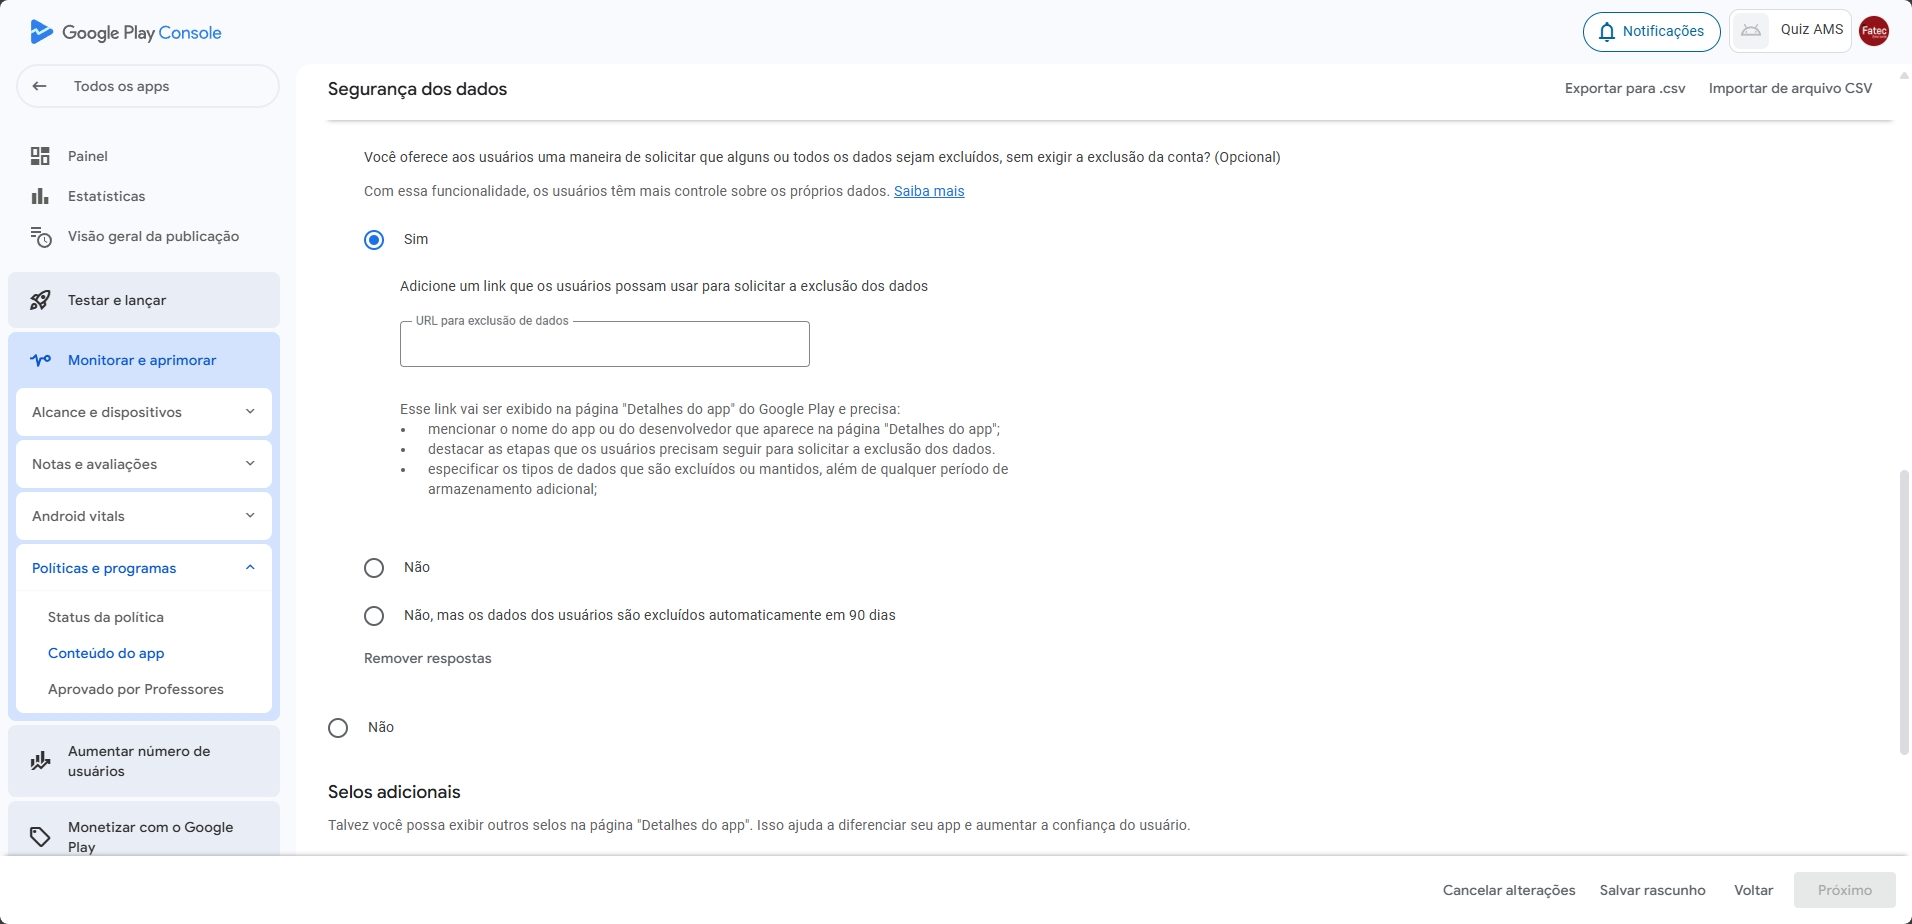 Google Play Console
Notificações
Quiz AMS
Fatec
Todos os apps
Painel
Estatísticas
Visão geral da publicação
Testar e lançar
Monitorar e aprimorar
Alcance e dispositivos
Notas e avaliações
Android vitals
Políticas e programas
Status da política
Conteúdo do app
Aprovado por Professores
Aumentar número de
usuários
Monetizar com o Google
Play
Segurança dos dados
Exportar para .csv
Importar de arquivo CSV
Você oferece aos usuários uma maneira de solicitar que alguns ou todos os dados sejam excluídos, sem exigir a exclusão da conta? (Opcional)
Com essa funcionalidade, os usuários têm mais controle sobre os próprios dados. Saiba mais
Sim
Adicione um link que os usuários possam usar para solicitar a exclusão dos dados
URL para exclusão de dados
Esse link vai ser exibido na página "Detalhes do app" do Google Play e precisa:
• mencionar o nome do app ou do desenvolvedor que aparece na página "Detalhes do app";
• destacar as etapas que os usuários precisam seguir para solicitar a exclusão dos dados.
• especificar os tipos de dados que são excluídos ou mantidos, além de qualquer período de
armazenamento adicional;
Não
Não, mas os dados dos usuários são excluídos automaticamente em 90 dias
Remover respostas
Não
Selos adicionais
Talvez você possa exibir outros selos na página "Detalhes do app". Isso ajuda a diferenciar seu app e aumentar a confiança do usuário.
Cancelar alterações
Salvar rascunho
Voltar
Próximo